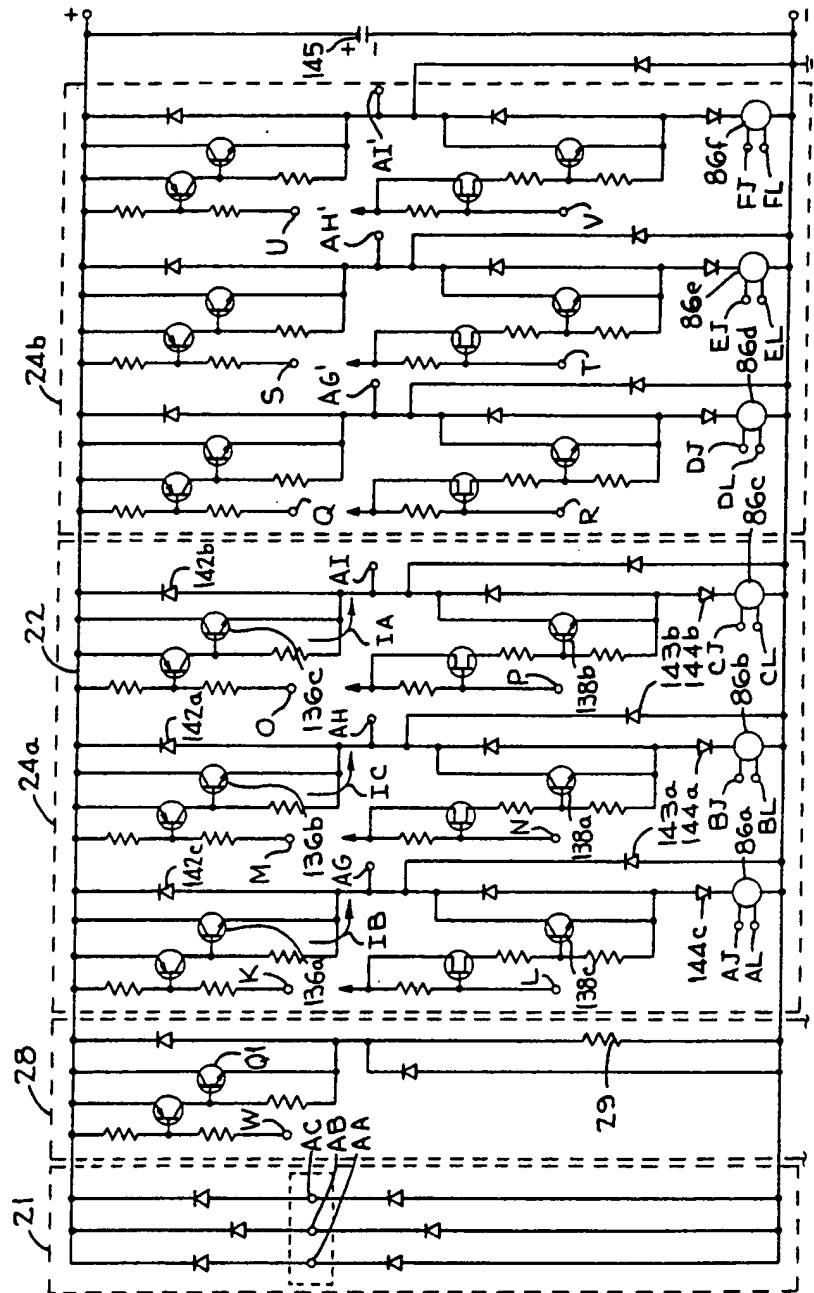 21
28
24a
22
24b
+
-
145
+
-
AC
AB
AA
W
Q1
29
K
136a
IB
142c
AG
L
138c
144c
AJ
AL
86a
M
136b
IC
142a
AH
N
138a
143a
144a
BJ
BL
86b
O
136c
IA
142b
AI
P
138b
143b
144b
CJ
CL
86c
Q
AG'
R
DJ
DL
86d
S
AH'
T
EJ
EL
86e
U
AI'
V
FJ
FL
86f